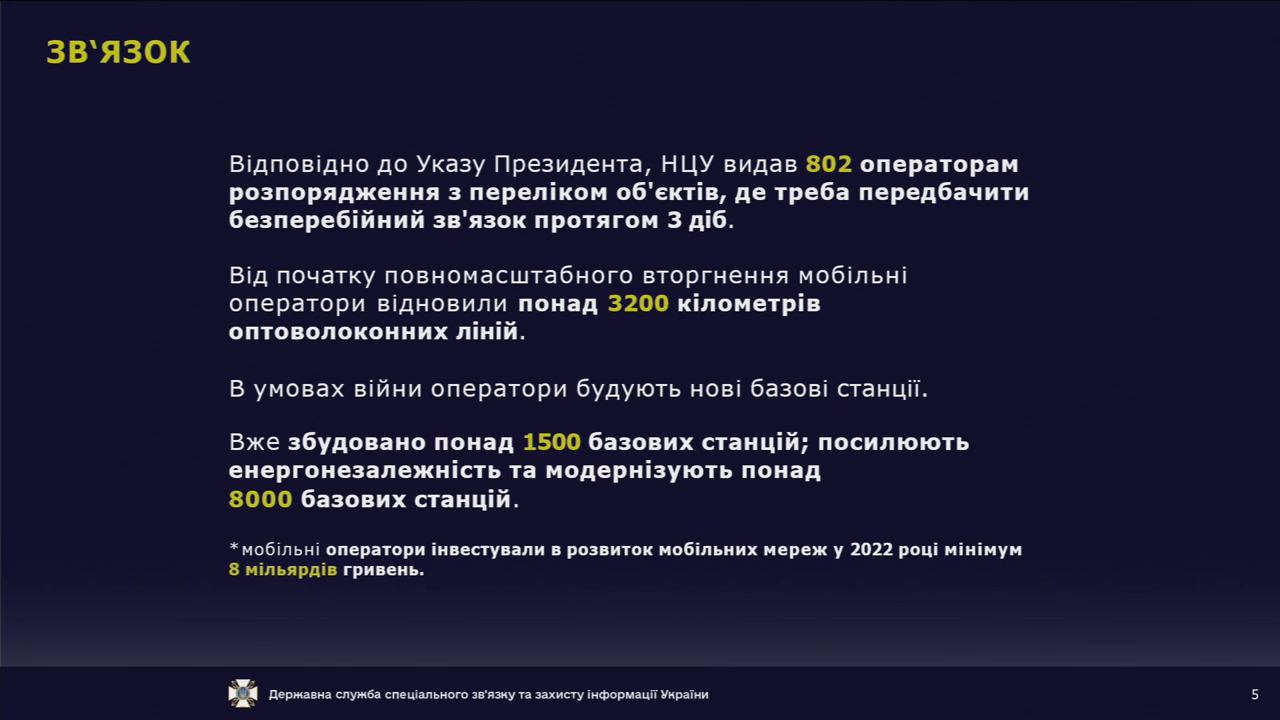 ЗВ‘ЯЗОК
Відповідно до Указу Президента, НЦУ видав 802 операторам
розпорядження з переліком об'єктів, де треба передбачити
безперебійний зв'язок протягом 3 діб.
Від початку повномасштабного вторгнення мобільні
оператори відновили понад 3200 кілометрів
оптоволоконних ліній.
В умовах війни оператори будують нові базові станції.
Вже збудовано понад 1500 базових станцій; посилюють
енергонезалежність та модернізують понад
8000 базових станцій.
*мобільні оператори інвестували в розвиток мобільних мереж у 2022 році мінімум
8 мільярдів гривень.
Державна служба спеціального зв'язку та захисту інформації України
5